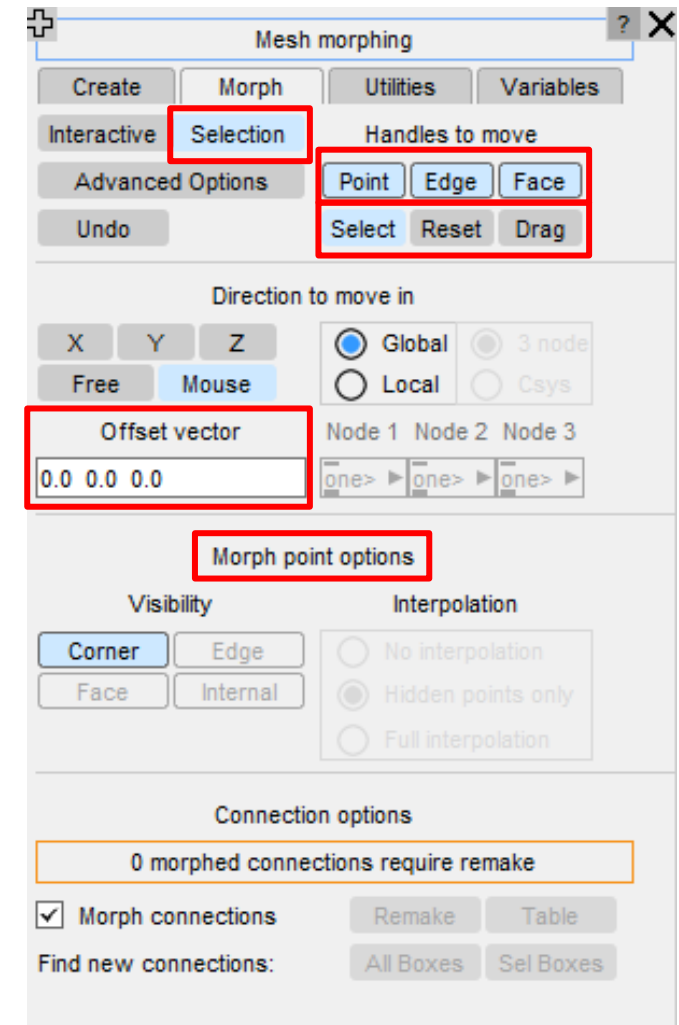 Mesh morphing ?
Create Morph Utilities Variables
Interactive Selection Handles to move
Advanced Options Point Edge Face
Undo Select Reset Drag
Direction to move in
X Y Z Global 3 node
Free Mouse Local Csys
Offset vector Node 1 Node 2 Node 3
0.0 0.0 0.0 one> one> one>
Morph point options
Visibility Interpolation
Corner Edge No interpolation
Face Internal Hidden points only
Full interpolation
Connection options
0 morphed connections require remake
Morph connections Remake Table
Find new connections: All Boxes Sel Boxes